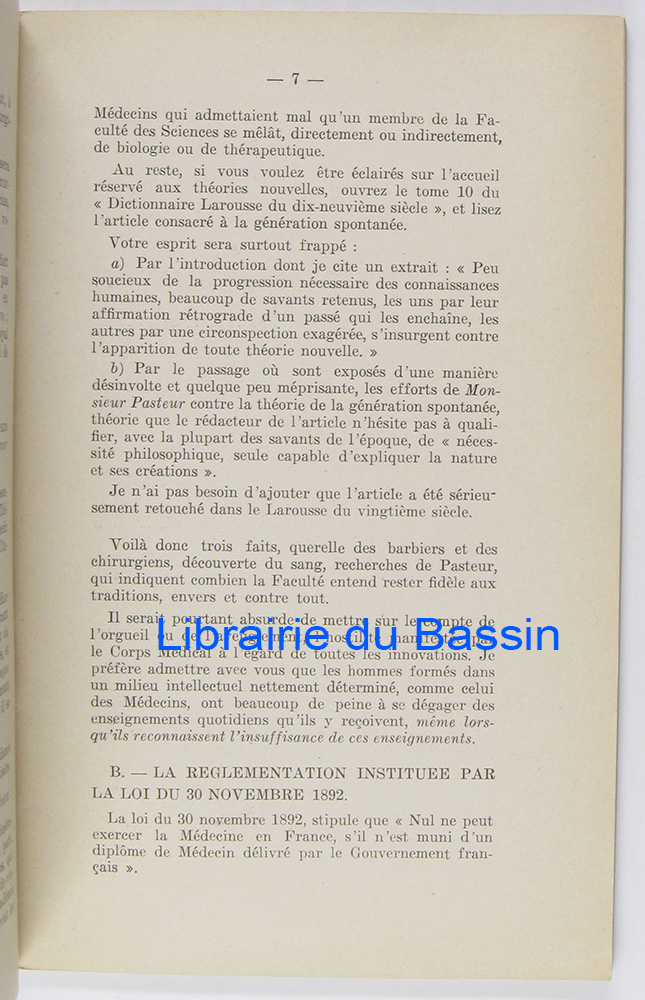 — 7 —
Médecins qui admettaient mal qu'un membre de la Fa-
culté des Sciences se mêlât, directement ou indirectement,
de biologie ou de thérapeutique.
Au reste, si vous voulez être éclairés sur l'accueil
réservé aux théories nouvelles, ouvrez le tome 10 du
« Dictionnaire Larousse du dix-neuvième siècle », et lisez
l'article consacré à la génération spontanée.
Votre esprit sera surtout frappé :
a) Par l'introduction dont je cite un extrait : « Peu
soucieux de la progression nécessaire des connaissances
humaines, beaucoup de savants retenus, les uns par leur
affirmation rétrograde d'un passé qui les enchaîne, les
autres par une circonspection exagérée, s'insurgent contre
l'apparition de toute théorie nouvelle. »
b) Par le passage où sont exposés d'une manière
désinvolte et quelque peu méprisante, les efforts de Mon-
sieur Pasteur contre la théorie de la génération spontanée,
théorie que le rédacteur de l'article n'hésite pas à quali-
fier, avec la plupart des savants de l'époque, de « néces-
sité philosophique, seule capable d'expliquer la nature
et ses créations ».
Je n'ai pas besoin d'ajouter que l'article a été sérieu-
sement retouché dans le Larousse du vingtième siècle.
Voilà donc trois faits, querelle des barbiers et des
chirurgiens, découverte du sang, recherches de Pasteur,
qui indiquent combien la Faculté entend rester fidèle aux
traditions, envers et contre tout.
Il serait pourtant absurde de mettre sur le compte de
l'orgueil ou de l'aveuglement, l'hostilité manifestée par
Librairie du Bassin
le Corps Médical à l'égard de toutes les innovations. Je
préfère admettre avec vous que les hommes formés dans
un milieu intellectuel nettement déterminé, comme celui
des Médecins, ont beaucoup de peine à se dégager des
enseignements quotidiens qu'ils y reçoivent, même lors-
qu'ils reconnaissent l'insuffisance de ces enseignements.
B. — LA REGLEMENTATION INSTITUEE PAR
LA LOI DU 30 NOVEMBRE 1892.
La loi du 30 novembre 1892, stipule que « Nul ne peut
exercer la Médecine en France, s'il n'est muni d'un
diplôme de Médecin délivré par le Gouvernement fran-
çais ».